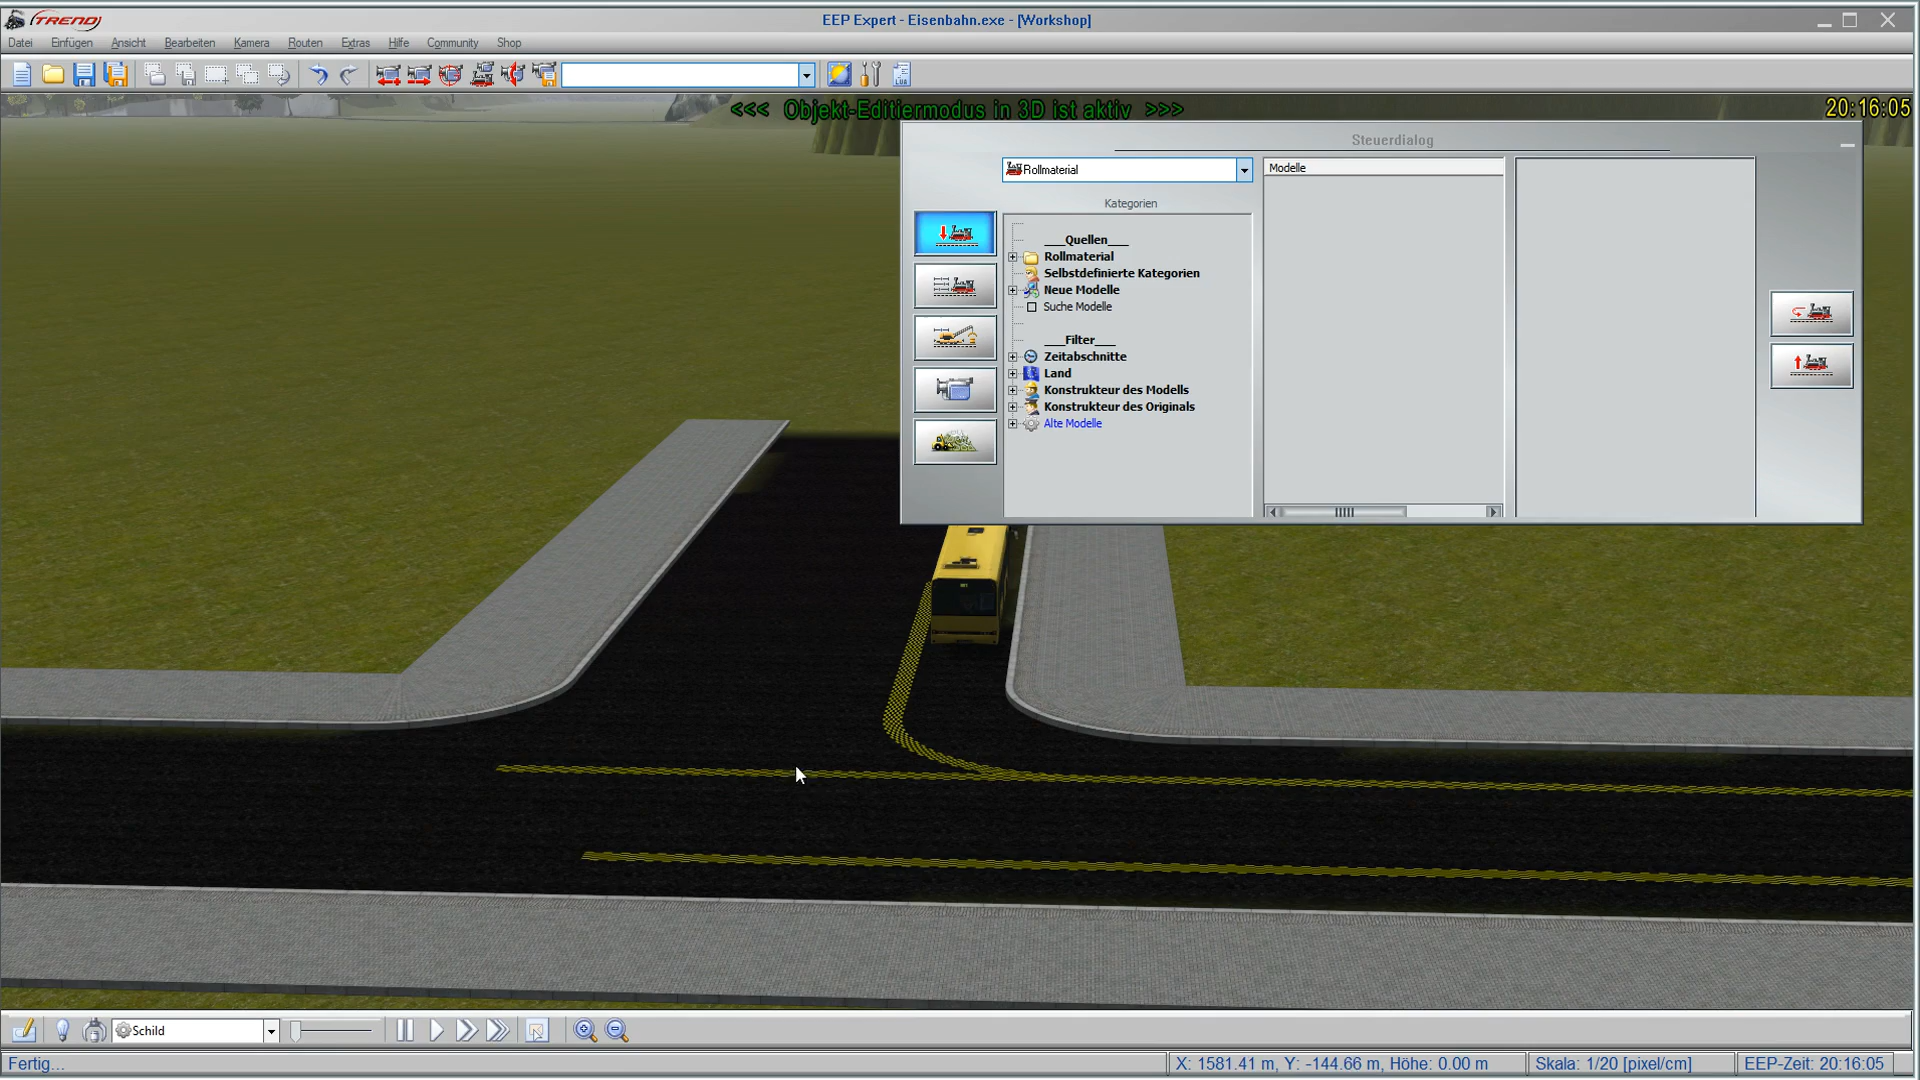 TREND
EEP Expert - Eisenbahn.exe - [Workshop]
Datei Einfügen Ansicht Bearbeiten Kamera Routen Extras Hilfe Community Shop
LUA
<<< Objekt-Editiermodus in 3D ist aktiv >>>
20:16:05
Steuerdialog
Rollmaterial
Modelle
Kategorien
___Quellen___
Rollmaterial
Selbstdefinierte Kategorien
Neue Modelle
Suche Modelle
___Filter___
Zeitabschnitte
Land
Konstrukteur des Modells
Konstrukteur des Originals
Alte Modelle
Schild
Fertig...
X: 1581.41 m, Y: -144.66 m, Höhe: 0.00 m
Skala: 1/20 [pixel/cm]
EEP-Zeit: 20:16:05